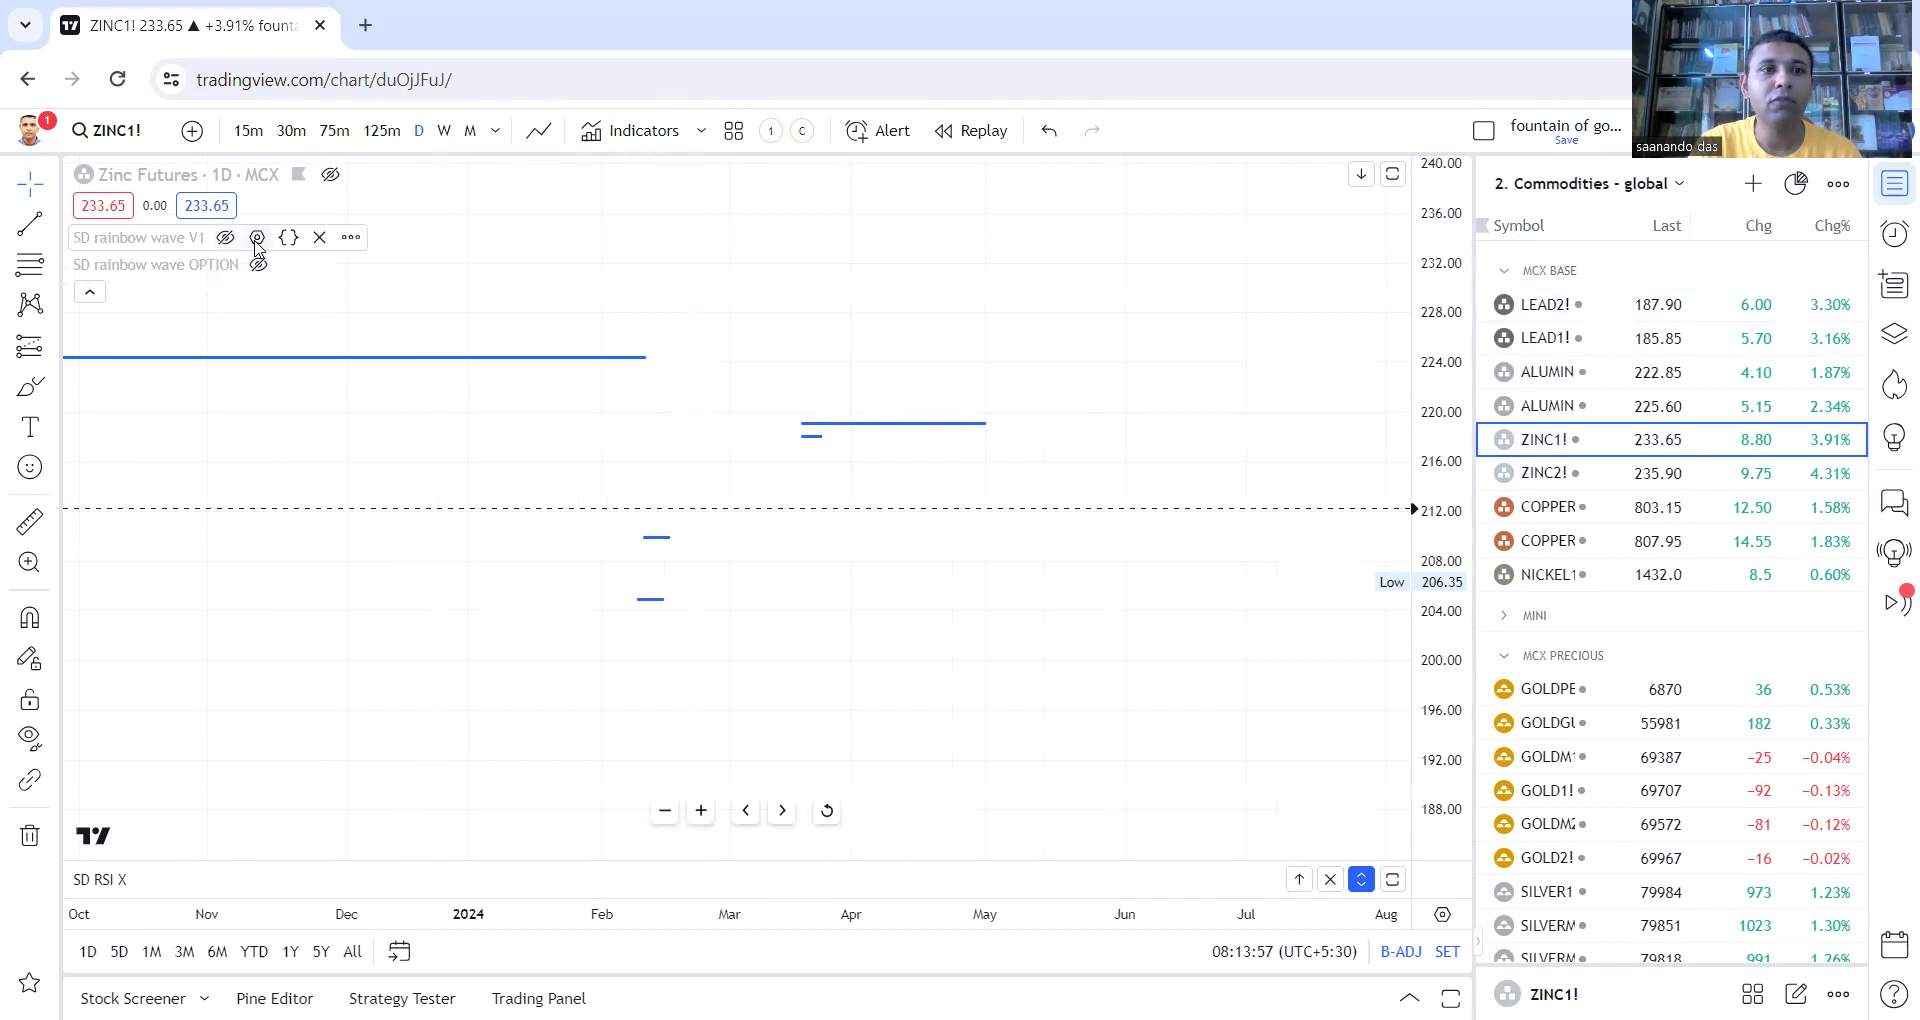 ZINC1! 233.65 ▲ +3.91% founta
tradingview.com/chart/duOjJFuJ/
1
ZINC1!
15m 30m 75m 125m D W M
Indicators
1
C
Alert
Replay
fountain of go...
Save
saanando das
Zinc Futures · 1D · MCX
233.65 0.00 233.65
SD rainbow wave V1
SD rainbow wave OPTION
240.00
236.00
232.00
228.00
224.00
220.00
216.00
212.00
208.00
Low 206.35
204.00
200.00
196.00
192.00
188.00
SD RSI X
Oct Nov Dec 2024 Feb Mar Apr May Jun Jul Aug
1D 5D 1M 3M 6M YTD 1Y 5Y All
08:13:57 (UTC+5:30) B-ADJ SET
Stock Screener Pine Editor Strategy Tester Trading Panel
2. Commodities - global
Symbol Last Chg Chg%
MCX BASE
LEAD2! 187.90 6.00 3.30%
LEAD1! 185.85 5.70 3.16%
ALUMIN 222.85 4.10 1.87%
ALUMIN 225.60 5.15 2.34%
ZINC1! 233.65 8.80 3.91%
ZINC2! 235.90 9.75 4.31%
COPPER 803.15 12.50 1.58%
COPPER 807.95 14.55 1.83%
NICKEL1 1432.0 8.5 0.60%
MINI
MCX PRECIOUS
GOLDPE 6870 36 0.53%
GOLDGU 55981 182 0.33%
GOLDM1 69387 −25 −0.04%
GOLD1! 69707 −92 −0.13%
GOLDM2 69572 −81 −0.12%
GOLD2! 69967 −16 −0.02%
SILVER1 79984 973 1.23%
SILVERM 79851 1023 1.30%
SILVERM 79818 991 1.26%
ZINC1!